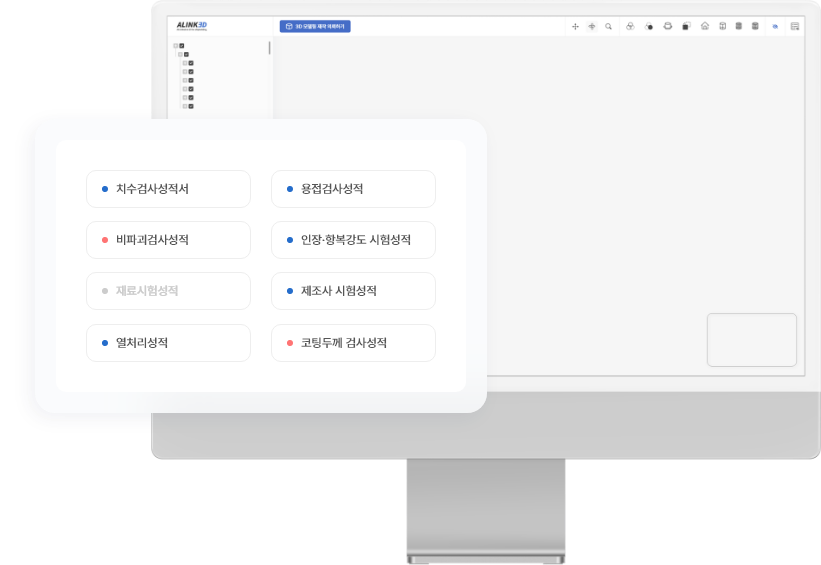 ALINK3D
3D 모델링 제작 의뢰하기
치수검사성적서
용접검사성적
비파괴검사성적
인장·항복강도 시험성적
재료시험성적
제조사 시험성적
열처리성적
코팅두께 검사성적